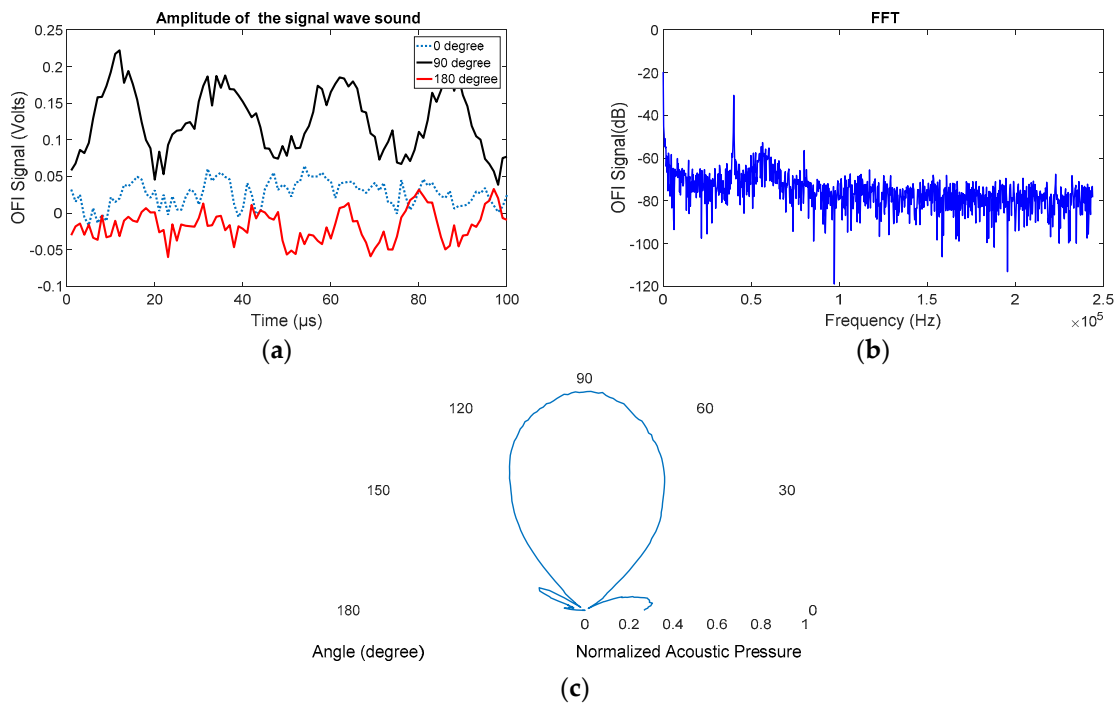 Amplitude of the signal wave sound
0.25
0.2
0.15
0.1
0.05
0
-0.05
-0.1
OFI Signal (Volts)
0 degree
90 degree
180 degree
0 20 40 60 80 100
Time (µs)
(a)
FFT
0
-20
-40
-60
-80
-100
-120
OFI Signal(dB)
0 0.5 1 1.5 2 2.5
×10⁵
Frequency (Hz)
(b)
90
120 60
150 30
180 0
0 0.2 0.4 0.6 0.8 1
Angle (degree) Normalized Acoustic Pressure
(c)